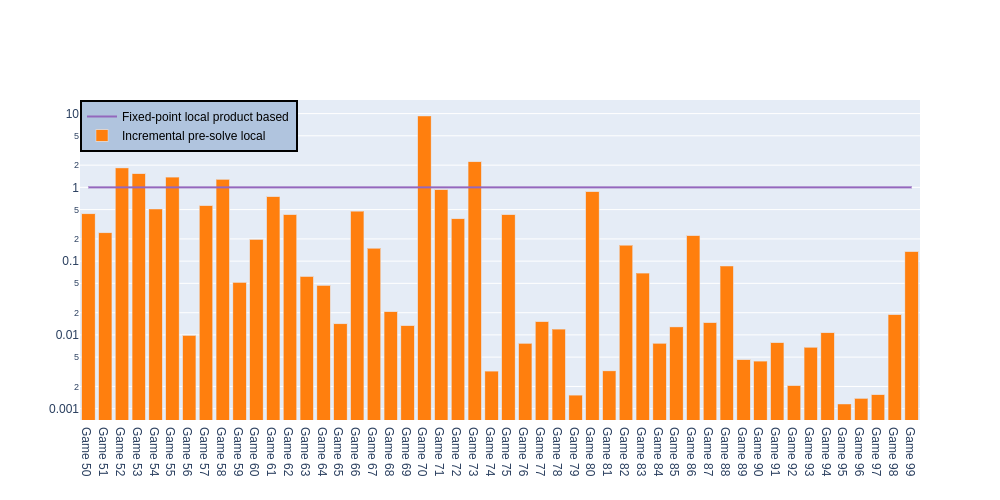 Fixed-point local product based
Incremental pre-solve local
10
5
2
1
5
2
0.1
5
2
0.01
5
2
0.001
Game 50
Game 51
Game 52
Game 53
Game 54
Game 55
Game 56
Game 57
Game 58
Game 59
Game 60
Game 61
Game 62
Game 63
Game 64
Game 65
Game 66
Game 67
Game 68
Game 69
Game 70
Game 71
Game 72
Game 73
Game 74
Game 75
Game 76
Game 77
Game 78
Game 79
Game 80
Game 81
Game 82
Game 83
Game 84
Game 85
Game 86
Game 87
Game 88
Game 89
Game 90
Game 91
Game 92
Game 93
Game 94
Game 95
Game 96
Game 97
Game 98
Game 99